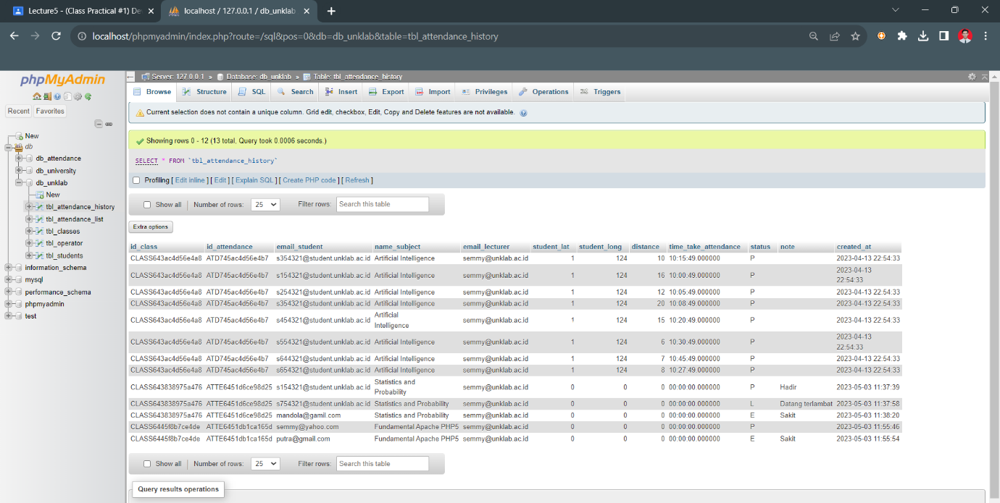 Lecture5 - (Class Practical #1) De
localhost / 127.0.0.1 / db_unklab
localhost/phpmyadmin/index.php?route=/sql&pos=0&db=db_unklab&table=tbl_attendance_history
phpMyAdmin
Recent Favorites
New
db
db_attendance
db_university
db_unklab
New
tbl_attendance_history
tbl_attendance_list
tbl_classes
tbl_operator
tbl_students
information_schema
mysql
performance_schema
phpmyadmin
test
Server: 127.0.0.1 » Database: db_unklab » Table: tbl_attendance_history
Browse Structure SQL Search Insert Export Import Privileges Operations Triggers
Current selection does not contain a unique column. Grid edit, checkbox, Edit, Copy and Delete features are not available.
Showing rows 0 - 12 (13 total, Query took 0.0006 seconds.)
SELECT * FROM `tbl_attendance_history`
Profiling [ Edit inline ] [ Edit ] [ Explain SQL ] [ Create PHP code ] [ Refresh ]
Show all Number of rows: 25 Filter rows: Search this table
Extra options
id_class id_attendance email_student name_subject email_lecturer student_lat student_long distance time_take_attendance status note created_at
CLASS643ac4d56e4a8 ATD745ac4d56e4b7 s354321@student.unklab.ac.id Artificial Intelligence semmy@unklab.ac.id 1 124 10 10:15:49.000000 P 2023-04-13 22:54:33
CLASS643ac4d56e4a8 ATD745ac4d56e4b7 s154321@student.unklab.ac.id Artificial Intelligence semmy@unklab.ac.id 1 124 16 10:00:49.000000 P 2023-04-13
22:54:33
CLASS643ac4d56e4a8 ATD745ac4d56e4b7 s254321@student.unklab.ac.id Artificial Intelligence semmy@unklab.ac.id 1 124 12 10:05:49.000000 P 2023-04-13 22:54:33
CLASS643ac4d56e4a8 ATD745ac4d56e4b7 s354321@student.unklab.ac.id Artificial Intelligence semmy@unklab.ac.id 1 124 20 10:08:49.000000 P 2023-04-13 22:54:33
CLASS643ac4d56e4a8 ATD745ac4d56e4b7 s454321@student.unklab.ac.id Artificial
Intelligence semmy@unklab.ac.id 1 124 15 10:20:49.000000 P 2023-04-13 22:54:33
CLASS643ac4d56e4a8 ATD745ac4d56e4b7 s554321@student.unklab.ac.id Artificial Intelligence semmy@unklab.ac.id 1 124 6 10:30:49.000000 P 2023-04-13
22:54:33
CLASS643ac4d56e4a8 ATD745ac4d56e4b7 s644321@student.unklab.ac.id Artificial Intelligence semmy@unklab.ac.id 1 124 7 10:45:49.000000 P 2023-04-13 22:54:33
CLASS643ac4d56e4a8 ATD745ac4d56e4b7 s654321@student.unklab.ac.id Artificial Intelligence semmy@unklab.ac.id 1 124 8 10:27:49.000000 P 2023-04-13 22:54:33
CLASS643838975a476 ATTE6451d6ce98d25 s154321@student.unklab.ac.id Statistics and
Probability semmy@unklab.ac.id 0 0 0 00:00:00.000000 P Hadir 2023-05-03 11:37:39
CLASS643838975a476 ATTE6451d6ce98d25 s754321@student.unklab.ac.id Statistics and Probability semmy@unklab.ac.id 0 0 0 00:00:00.000000 L Datang terlambat 2023-05-03 11:37:58
CLASS643838975a476 ATTE6451d6ce98d25 mandola@gamil.com Statistics and Probability semmy@unklab.ac.id 0 0 0 00:00:00.000000 E Sakit 2023-05-03 11:38:20
CLASS6445f8b7ce4de ATTE6451db1ca165d semmy@yahoo.com Fundamental Apache PHP5 semmy@unklab.ac.id 0 0 0 00:00:00.000000 P 2023-05-03 11:55:46
CLASS6445f8b7ce4de ATTE6451db1ca165d putra@gmail.com Fundamental Apache PHP5 semmy@unklab.ac.id 0 0 0 00:00:00.000000 E Sakit 2023-05-03 11:55:54
Show all Number of rows: 25 Filter rows: Search this table
Query results operations